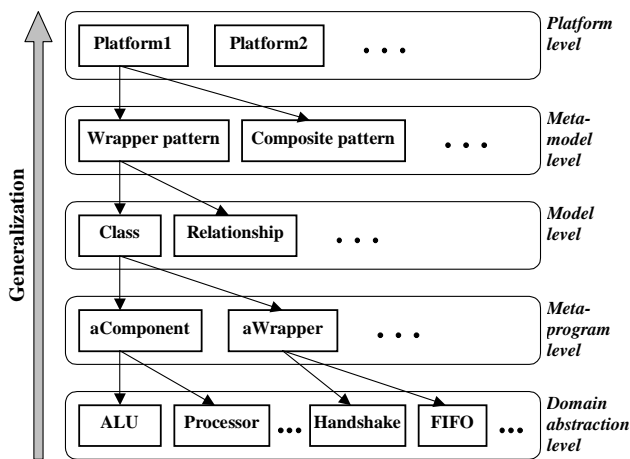 Platform1 Platform2 . . .
Platform
level
Wrapper pattern Composite pattern . . .
Meta-
model
level
Class Relationship . . .
Model
level
aComponent aWrapper . . .
Meta-
program
level
ALU Processor ... Handshake FIFO ...
Domain
abstraction
level
Generalization